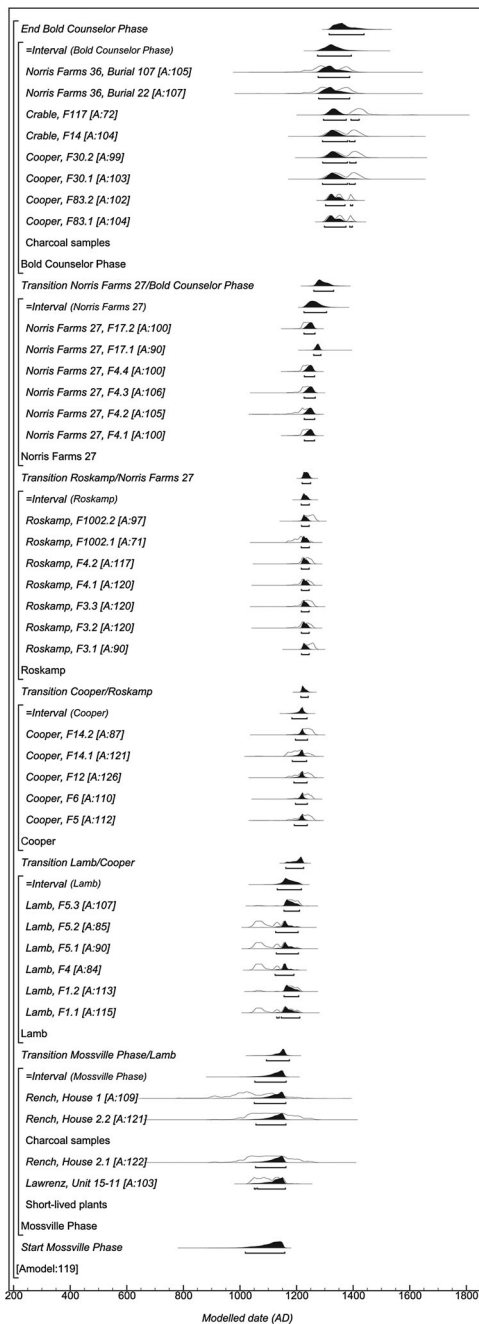 End Bold Counselor Phase
=Interval (Bold Counselor Phase)
Norris Farms 36, Burial 107 [A:105]
Norris Farms 36, Burial 22 [A:107]
Crable, F117 [A:72]
Crable, F14 [A:104]
Cooper, F30.2 [A:99]
Cooper, F30.1 [A:103]
Cooper, F83.2 [A:102]
Cooper, F83.1 [A:104]
Charcoal samples
Bold Counselor Phase
Transition Norris Farms 27/Bold Counselor Phase
=Interval (Norris Farms 27)
Norris Farms 27, F17.2 [A:100]
Norris Farms 27, F17.1 [A:90]
Norris Farms 27, F4.4 [A:100]
Norris Farms 27, F4.3 [A:106]
Norris Farms 27, F4.2 [A:105]
Norris Farms 27, F4.1 [A:100]
Norris Farms 27
Transition Roskamp/Norris Farms 27
=Interval (Roskamp)
Roskamp, F1002.2 [A:97]
Roskamp, F1002.1 [A:71]
Roskamp, F4.2 [A:117]
Roskamp, F4.1 [A:120]
Roskamp, F3.3 [A:120]
Roskamp, F3.2 [A:120]
Roskamp, F3.1 [A:90]
Roskamp
Transition Cooper/Roskamp
=Interval (Cooper)
Cooper, F14.2 [A:87]
Cooper, F14.1 [A:121]
Cooper, F12 [A:126]
Cooper, F6 [A:110]
Cooper, F5 [A:112]
Cooper
Transition Lamb/Cooper
=Interval (Lamb)
Lamb, F5.3 [A:107]
Lamb, F5.2 [A:85]
Lamb, F5.1 [A:90]
Lamb, F4 [A:84]
Lamb, F1.2 [A:113]
Lamb, F1.1 [A:115]
Lamb
Transition Mossville Phase/Lamb
=Interval (Mossville Phase)
Rench, House 1 [A:109]
Rench, House 2.2 [A:121]
Charcoal samples
Rench, House 2.1 [A:122]
Lawrenz, Unit 15-11 [A:103]
Short-lived plants
Mossville Phase
Start Mossville Phase
[Amodel:119]
200 400 600 800 1000 1200 1400 1600 1800
Modelled date (AD)